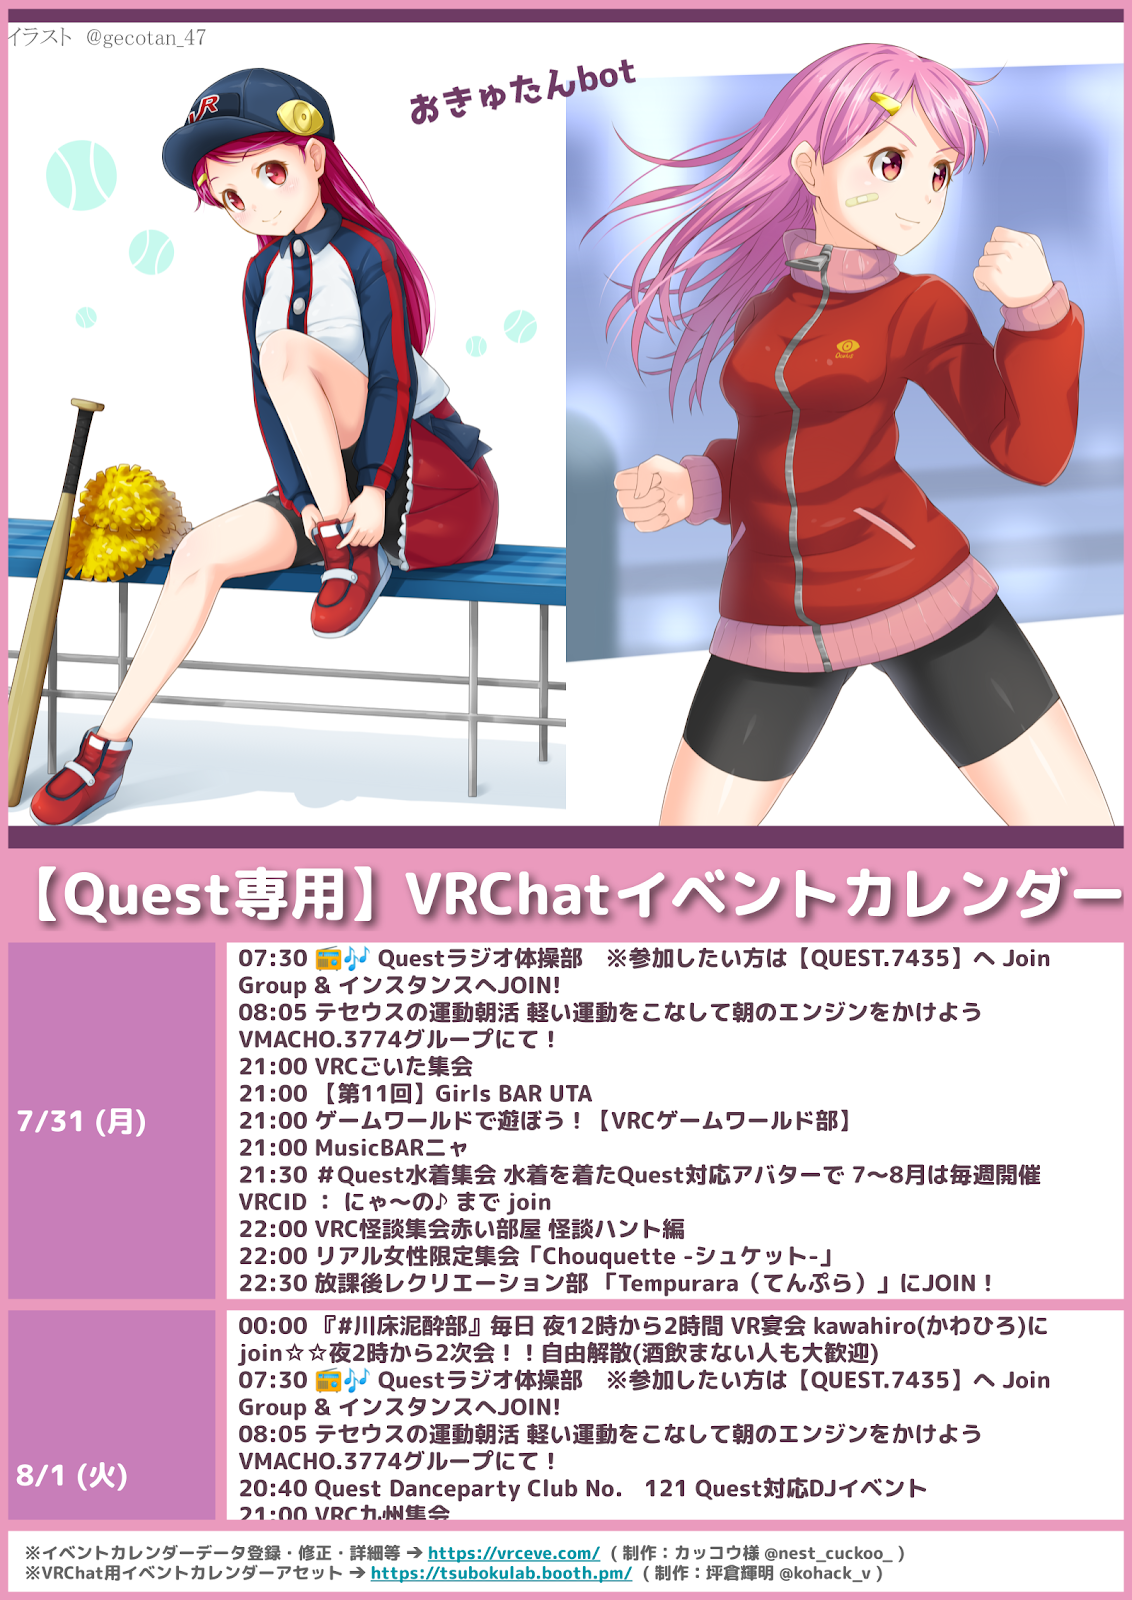 イラスト @gecotan_47
おきゅたんbot
VR
Quest
【Quest専用】VRChatイベントカレンダー
7/31 (月)
07:30 📻🎶 Questラジオ体操部　※参加したい方は【QUEST.7435】へ Join
Group & インスタンスへJOIN!
08:05 テセウスの運動朝活 軽い運動をこなして朝のエンジンをかけよう
VMACHO.3774グループにて！
21:00 VRCごいた集会
21:00 【第11回】Girls BAR UTA
21:00 ゲームワールドで遊ぼう！【VRCゲームワールド部】
21:00 MusicBARニャ
21:30 ＃Quest水着集会 水着を着たQuest対応アバターで 7～8月は毎週開催
VRCID ： にゃ～の♪ まで join
22:00 VRC怪談集会赤い部屋 怪談ハント編
22:00 リアル女性限定集会「Chouquette -シュケット-」
22:30 放課後レクリエーション部 「Tempurara（てんぷら）」にJOIN！
8/1 (火)
00:00 『#川床泥酔部』毎日 夜12時から2時間 VR宴会 kawahiro(かわひろ)に
join☆☆夜2時から2次会！！自由解散(酒飲まない人も大歓迎)
07:30 📻🎶 Questラジオ体操部　※参加したい方は【QUEST.7435】へ Join
Group & インスタンスへJOIN!
08:05 テセウスの運動朝活 軽い運動をこなして朝のエンジンをかけよう
VMACHO.3774グループにて！
20:40 Quest Danceparty Club No.　121 Quest対応DJイベント
21:00 VRC九州集会
※イベントカレンダーデータ登録・修正・詳細等 ➔ https://vrceve.com/ （ 制作：カッコウ様 @nest_cuckoo_ ）
※VRChat用イベントカレンダーアセット ➔ https://tsubokulab.booth.pm/ （ 制作：坪倉輝明 @kohack_v ）